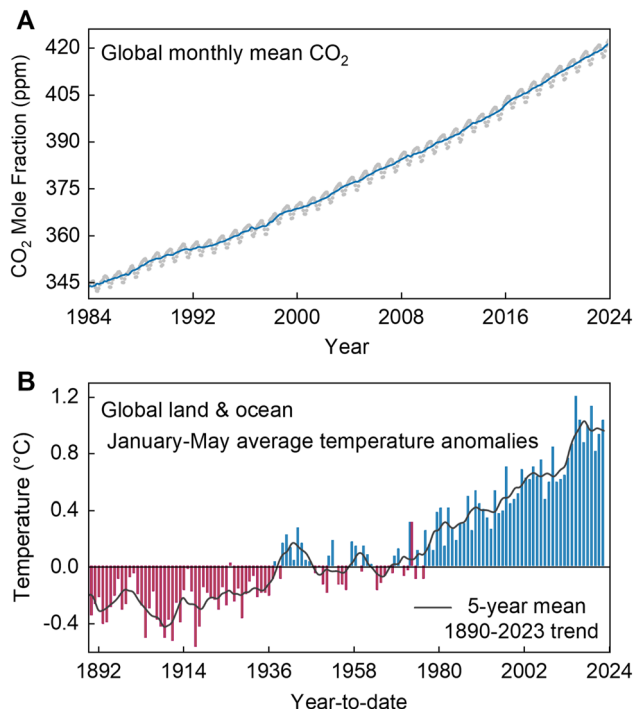 A
Global monthly mean CO₂
CO₂ Mole Fraction (ppm)
420
405
390
375
360
345
1984 1992 2000 2008 2016 2024
Year
B
Global land & ocean
January-May average temperature anomalies
Temperature (°C)
1.2
0.8
0.4
0.0
-0.4
5-year mean
1890-2023 trend
1892 1914 1936 1958 1980 2002 2024
Year-to-date